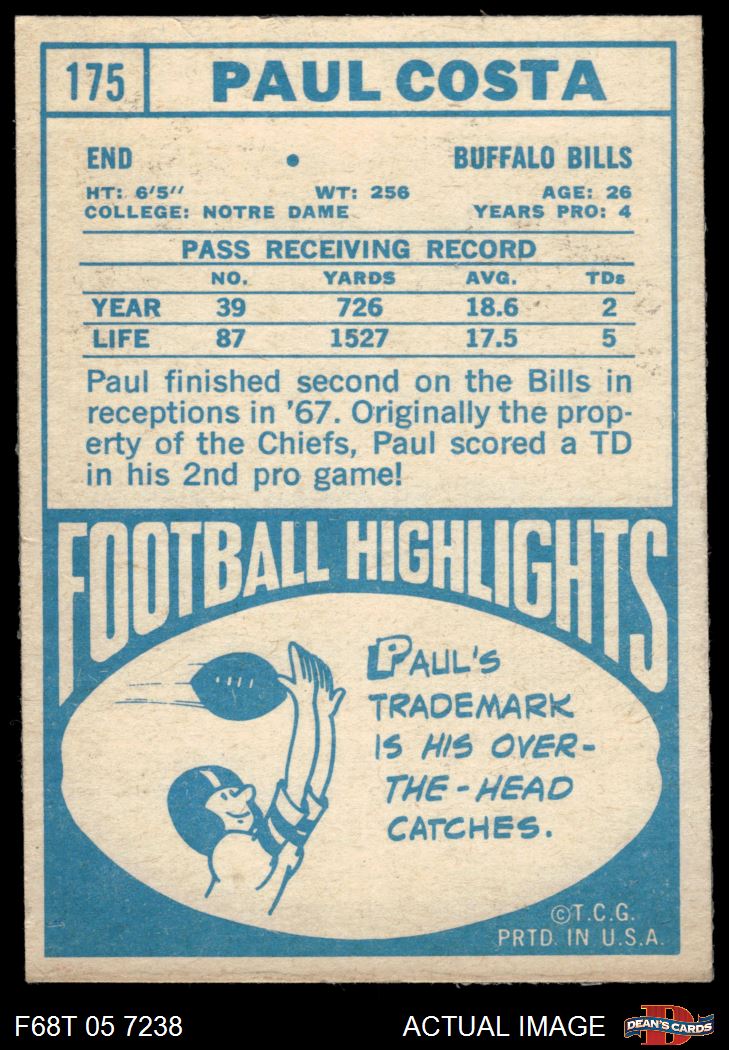 175 PAUL COSTA
END • BUFFALO BILLS
HT: 6'5" WT: 256 AGE: 26
COLLEGE: NOTRE DAME YEARS PRO: 4
PASS RECEIVING RECORD
NO. YARDS AVG. TDs
YEAR 39 726 18.6 2
LIFE 87 1527 17.5 5
Paul finished second on the Bills in
receptions in '67. Originally the prop-
erty of the Chiefs, Paul scored a TD
in his 2nd pro game!
FOOTBALL HIGHLIGHTS
PAUL'S
TRADEMARK
IS HIS OVER-
THE-HEAD
CATCHES.
©T.C.G.
PRTD. IN U.S.A.
F68T 05 7238 ACTUAL IMAGE D DEAN'S CARDS